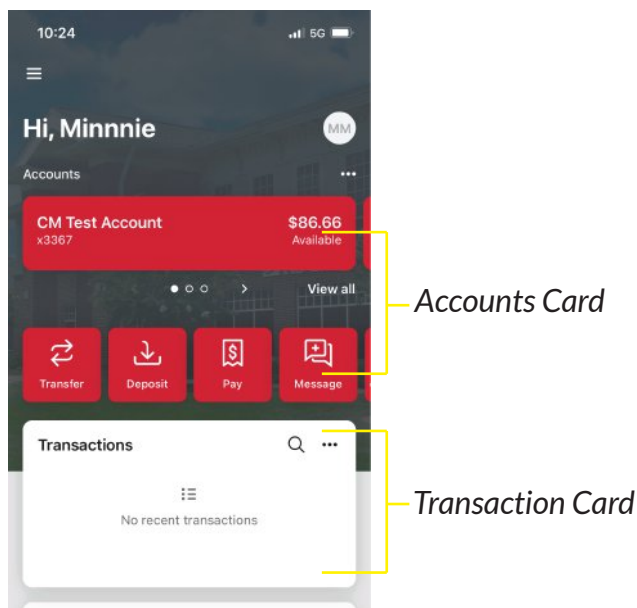 10:24
5G
Hi, Minnnie
MM
Accounts
CM Test Account
$86.66
x3367
Available
View all
Accounts Card
Transfer
Deposit
Pay
Message
Transactions
No recent transactions
Transaction Card